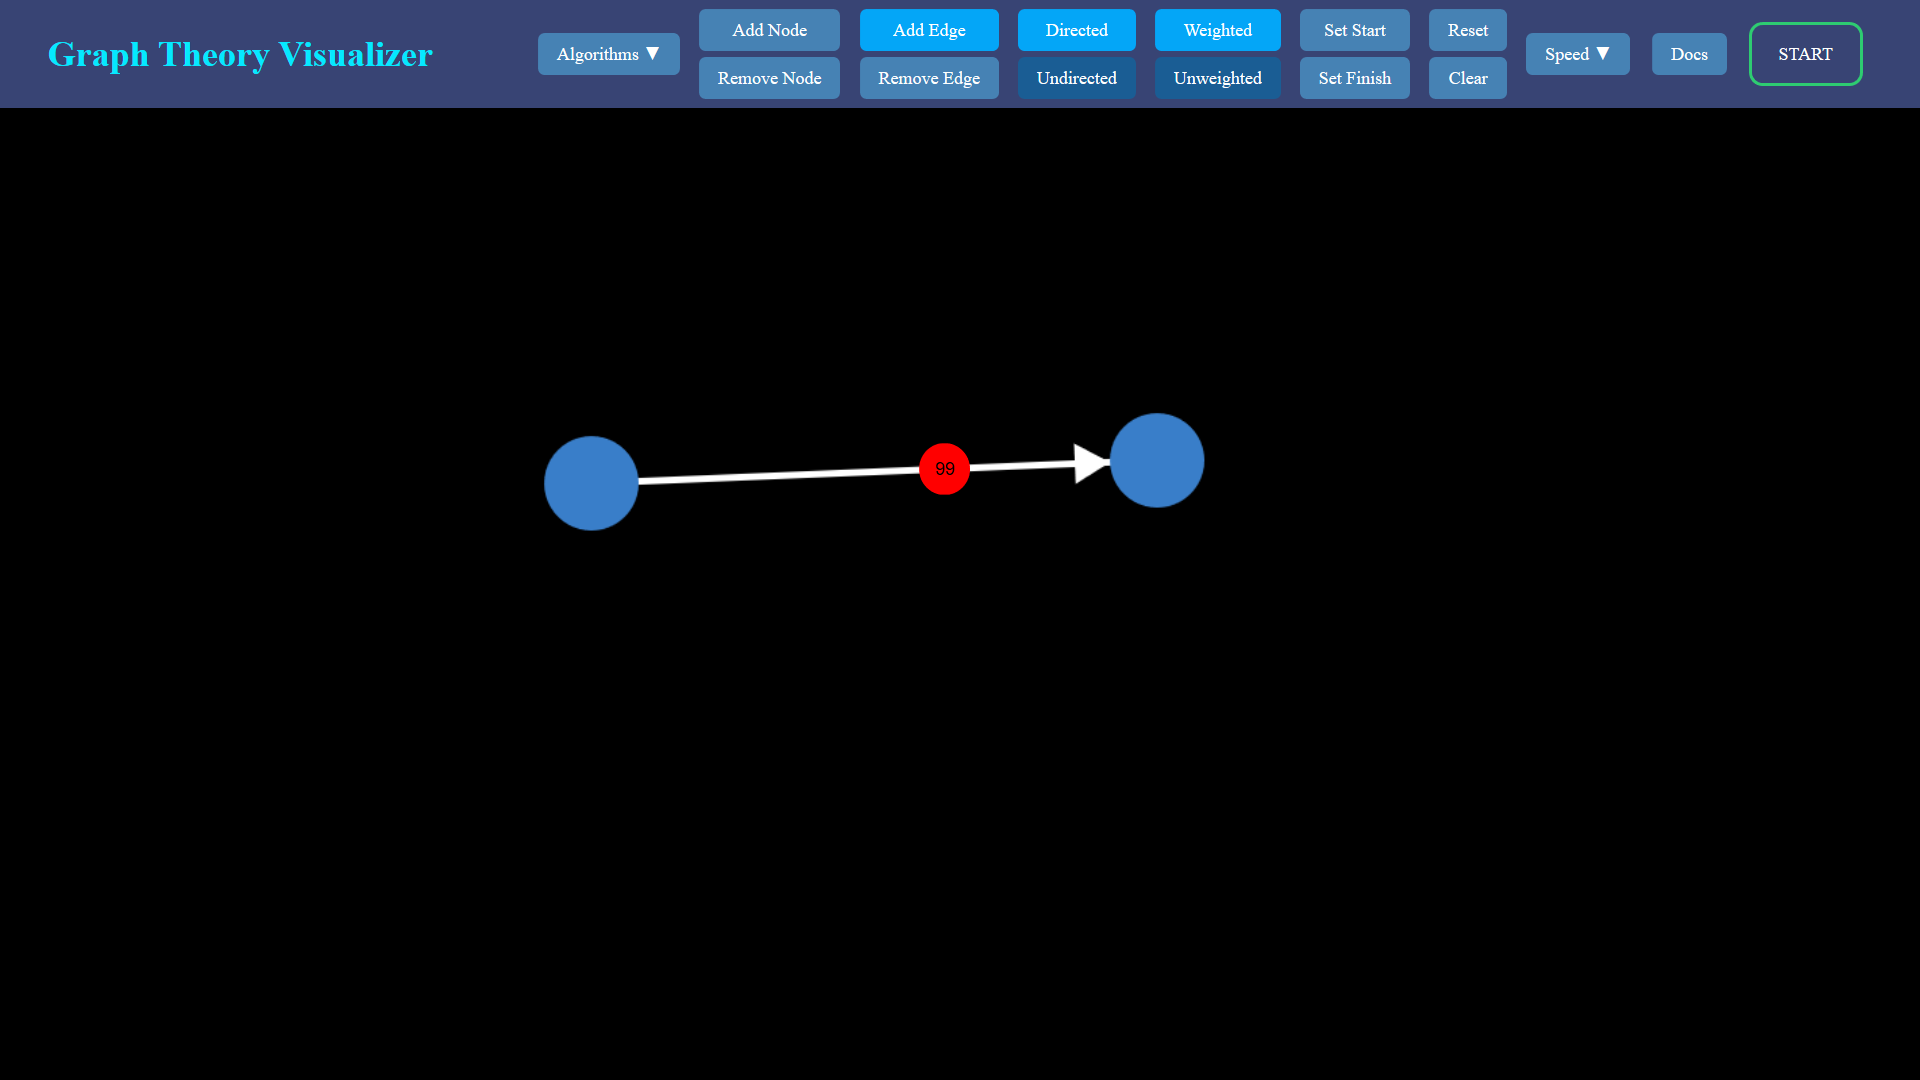 Graph Theory Visualizer
Algorithms ▼
Add Node
Remove Node
Add Edge
Remove Edge
Directed
Undirected
Weighted
Unweighted
Set Start
Set Finish
Reset
Clear
Speed ▼
Docs
START
99